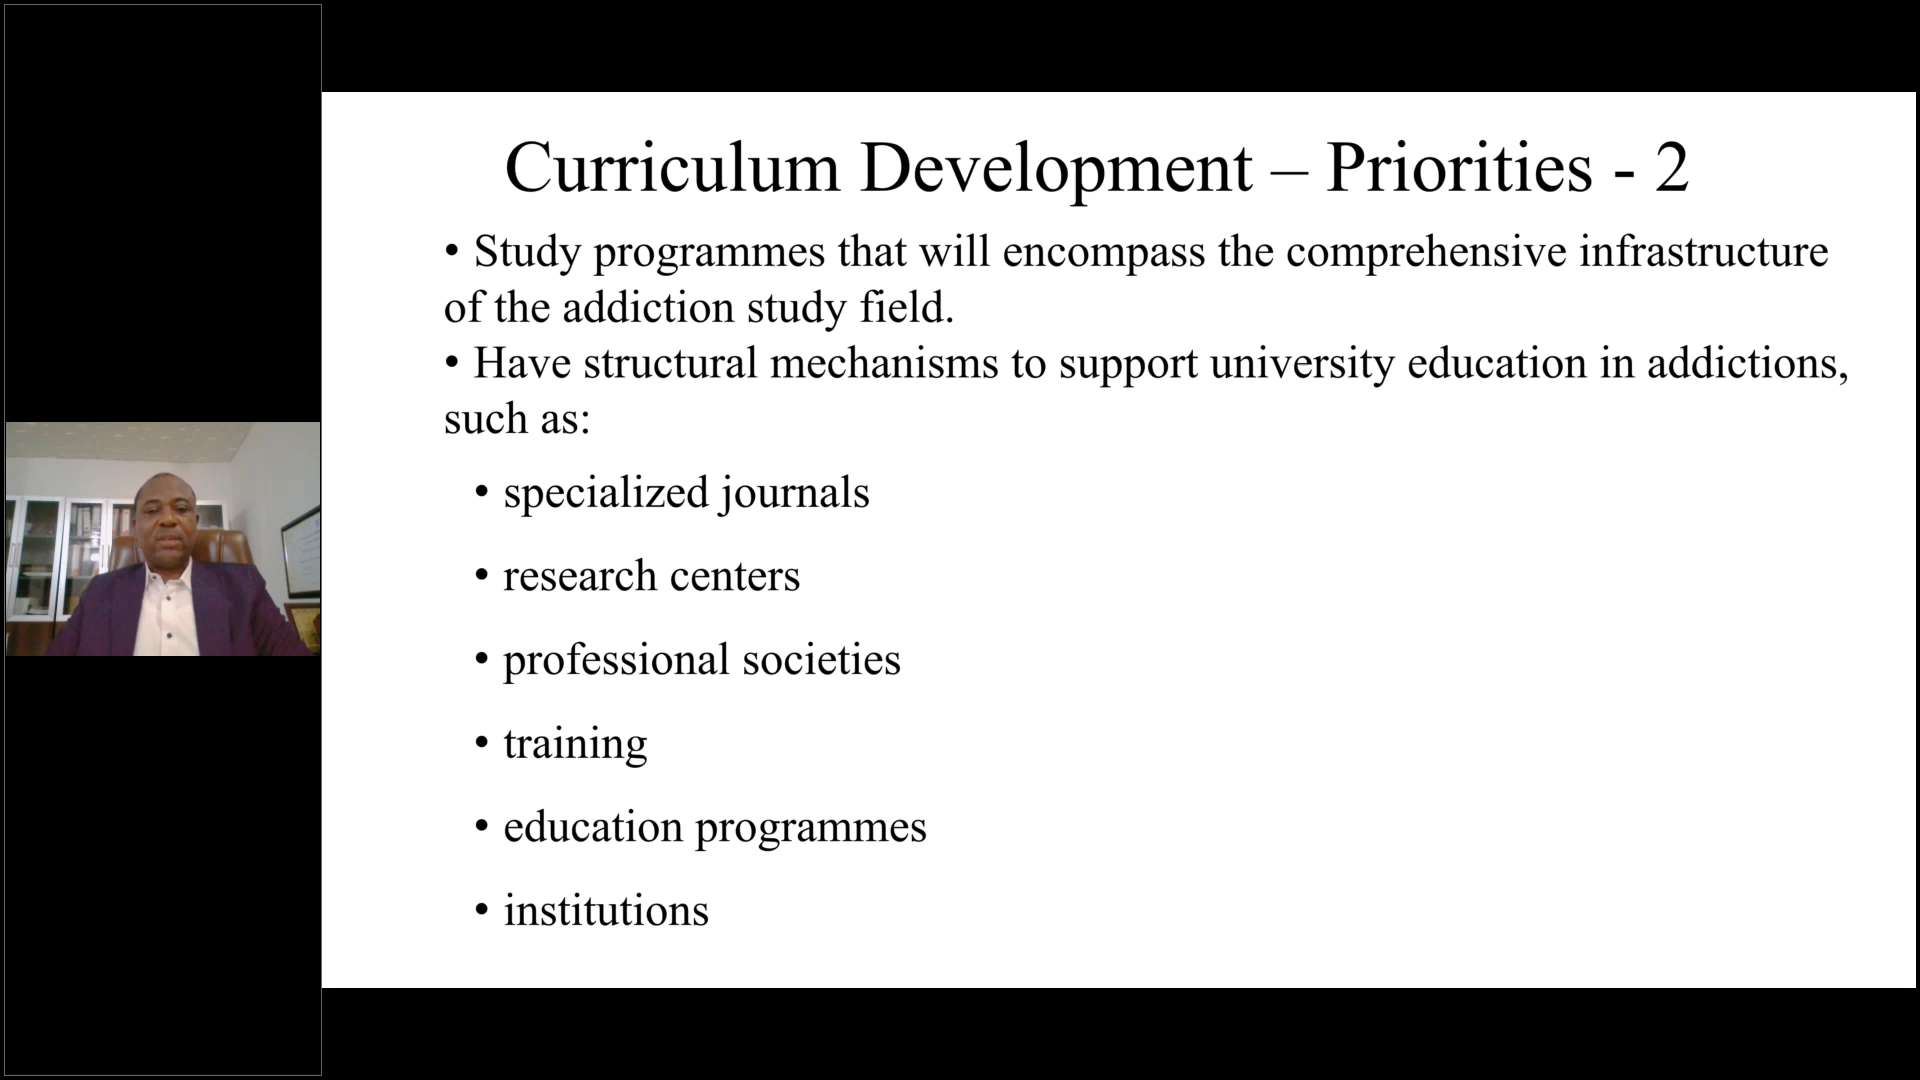 Curriculum Development – Priorities - 2
• Study programmes that will encompass the comprehensive infrastructure
of the addiction study field.
• Have structural mechanisms to support university education in addictions,
such as:
• specialized journals
• research centers
• professional societies
• training
• education programmes
• institutions